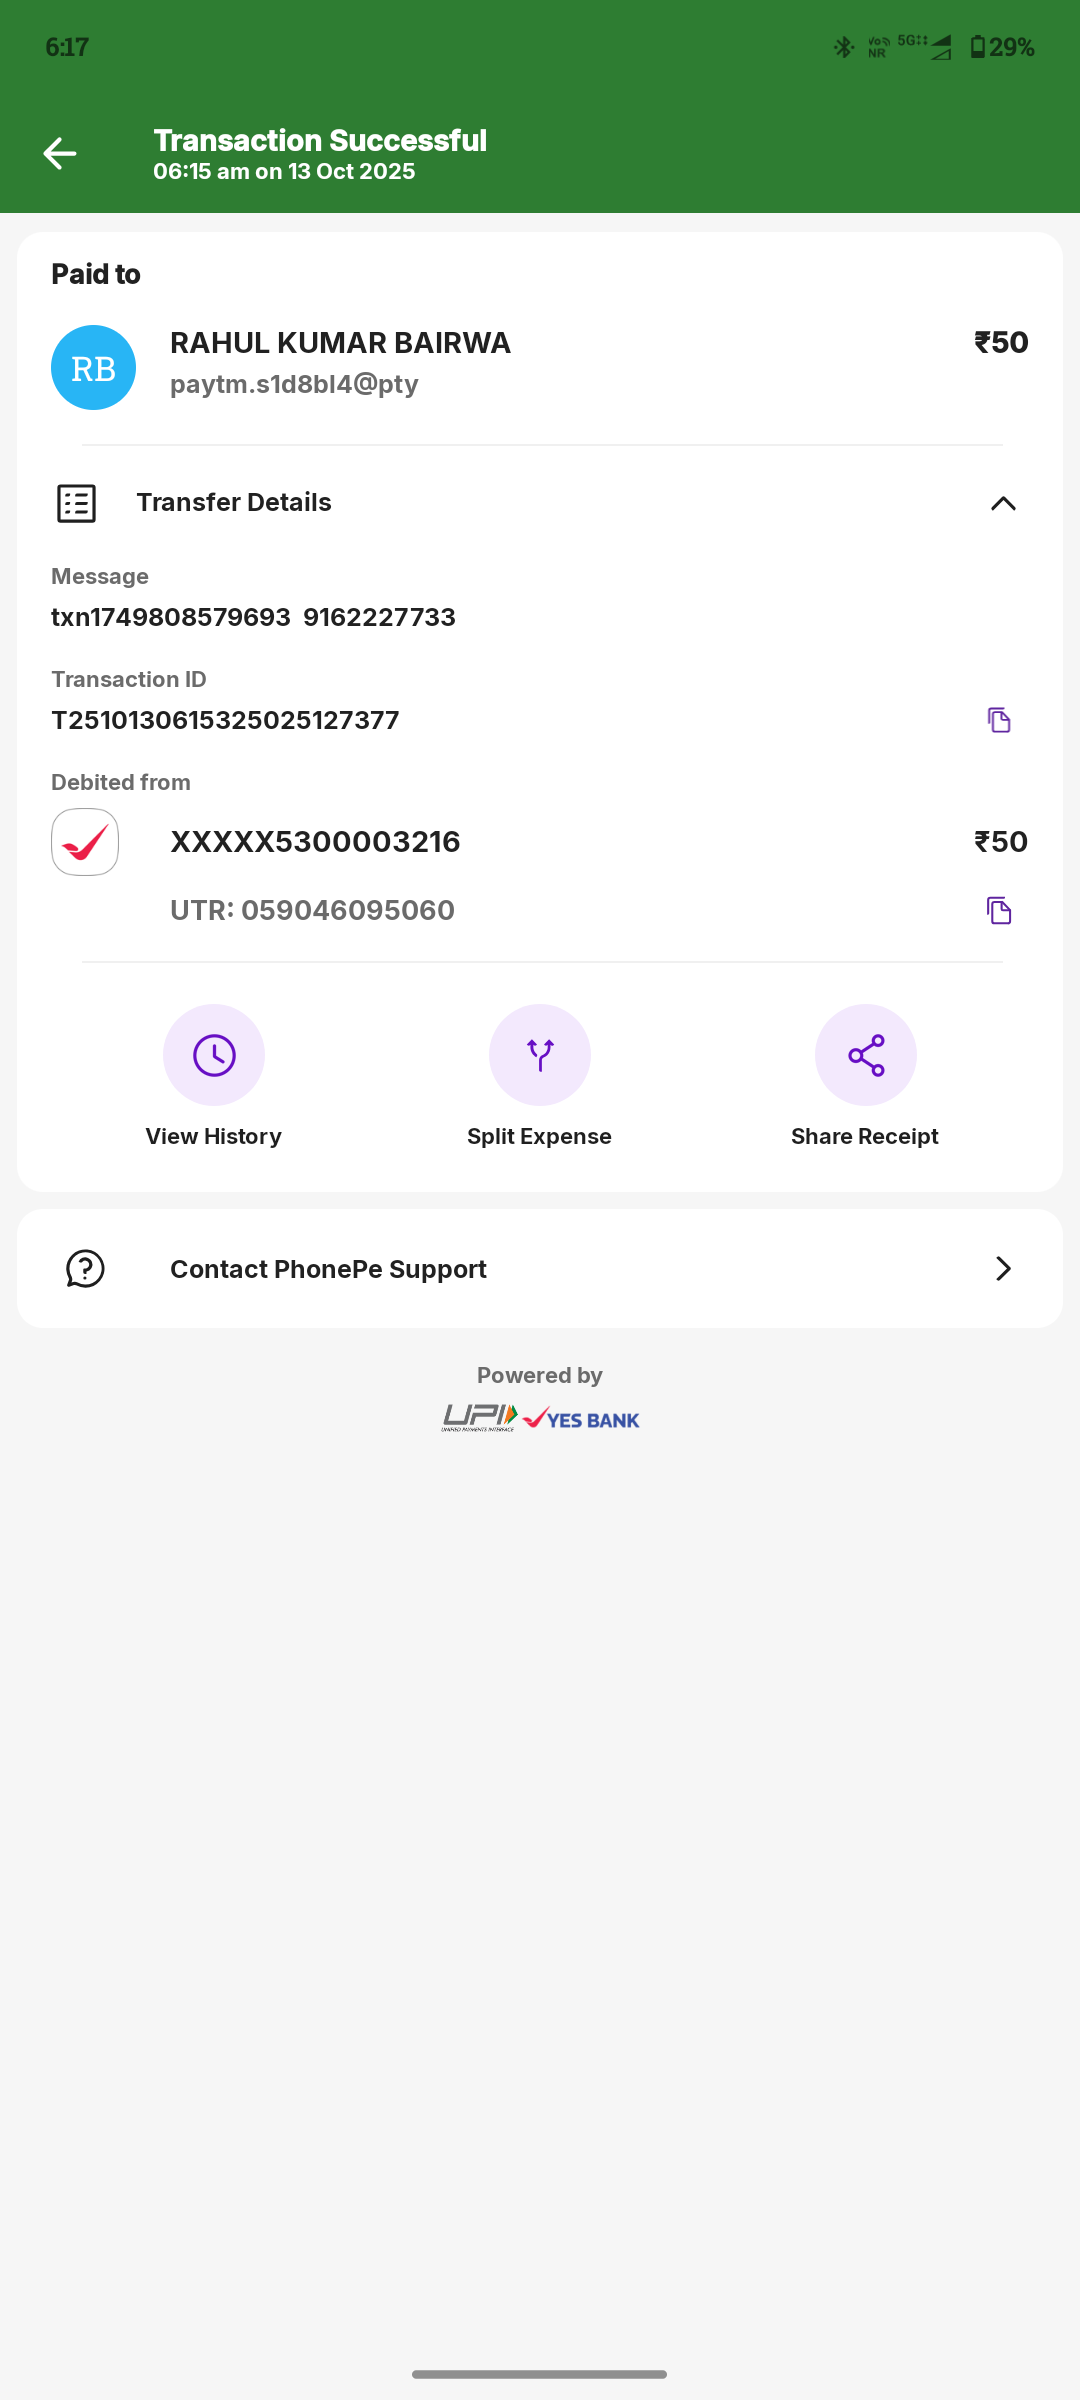 6:17
Vo NR 5G 29%
Transaction Successful
06:15 am on 13 Oct 2025
Paid to
RB
RAHUL KUMAR BAIRWA ₹50
paytm.s1d8bl4@pty
Transfer Details
Message
txn1749808579693 9162227733
Transaction ID
T2510130615325025127377
Debited from
XXXXX5300003216 ₹50
UTR: 059046095060
View History Split Expense Share Receipt
Contact PhonePe Support
Powered by
UPI YES BANK
UNIFIED PAYMENTS INTERFACE